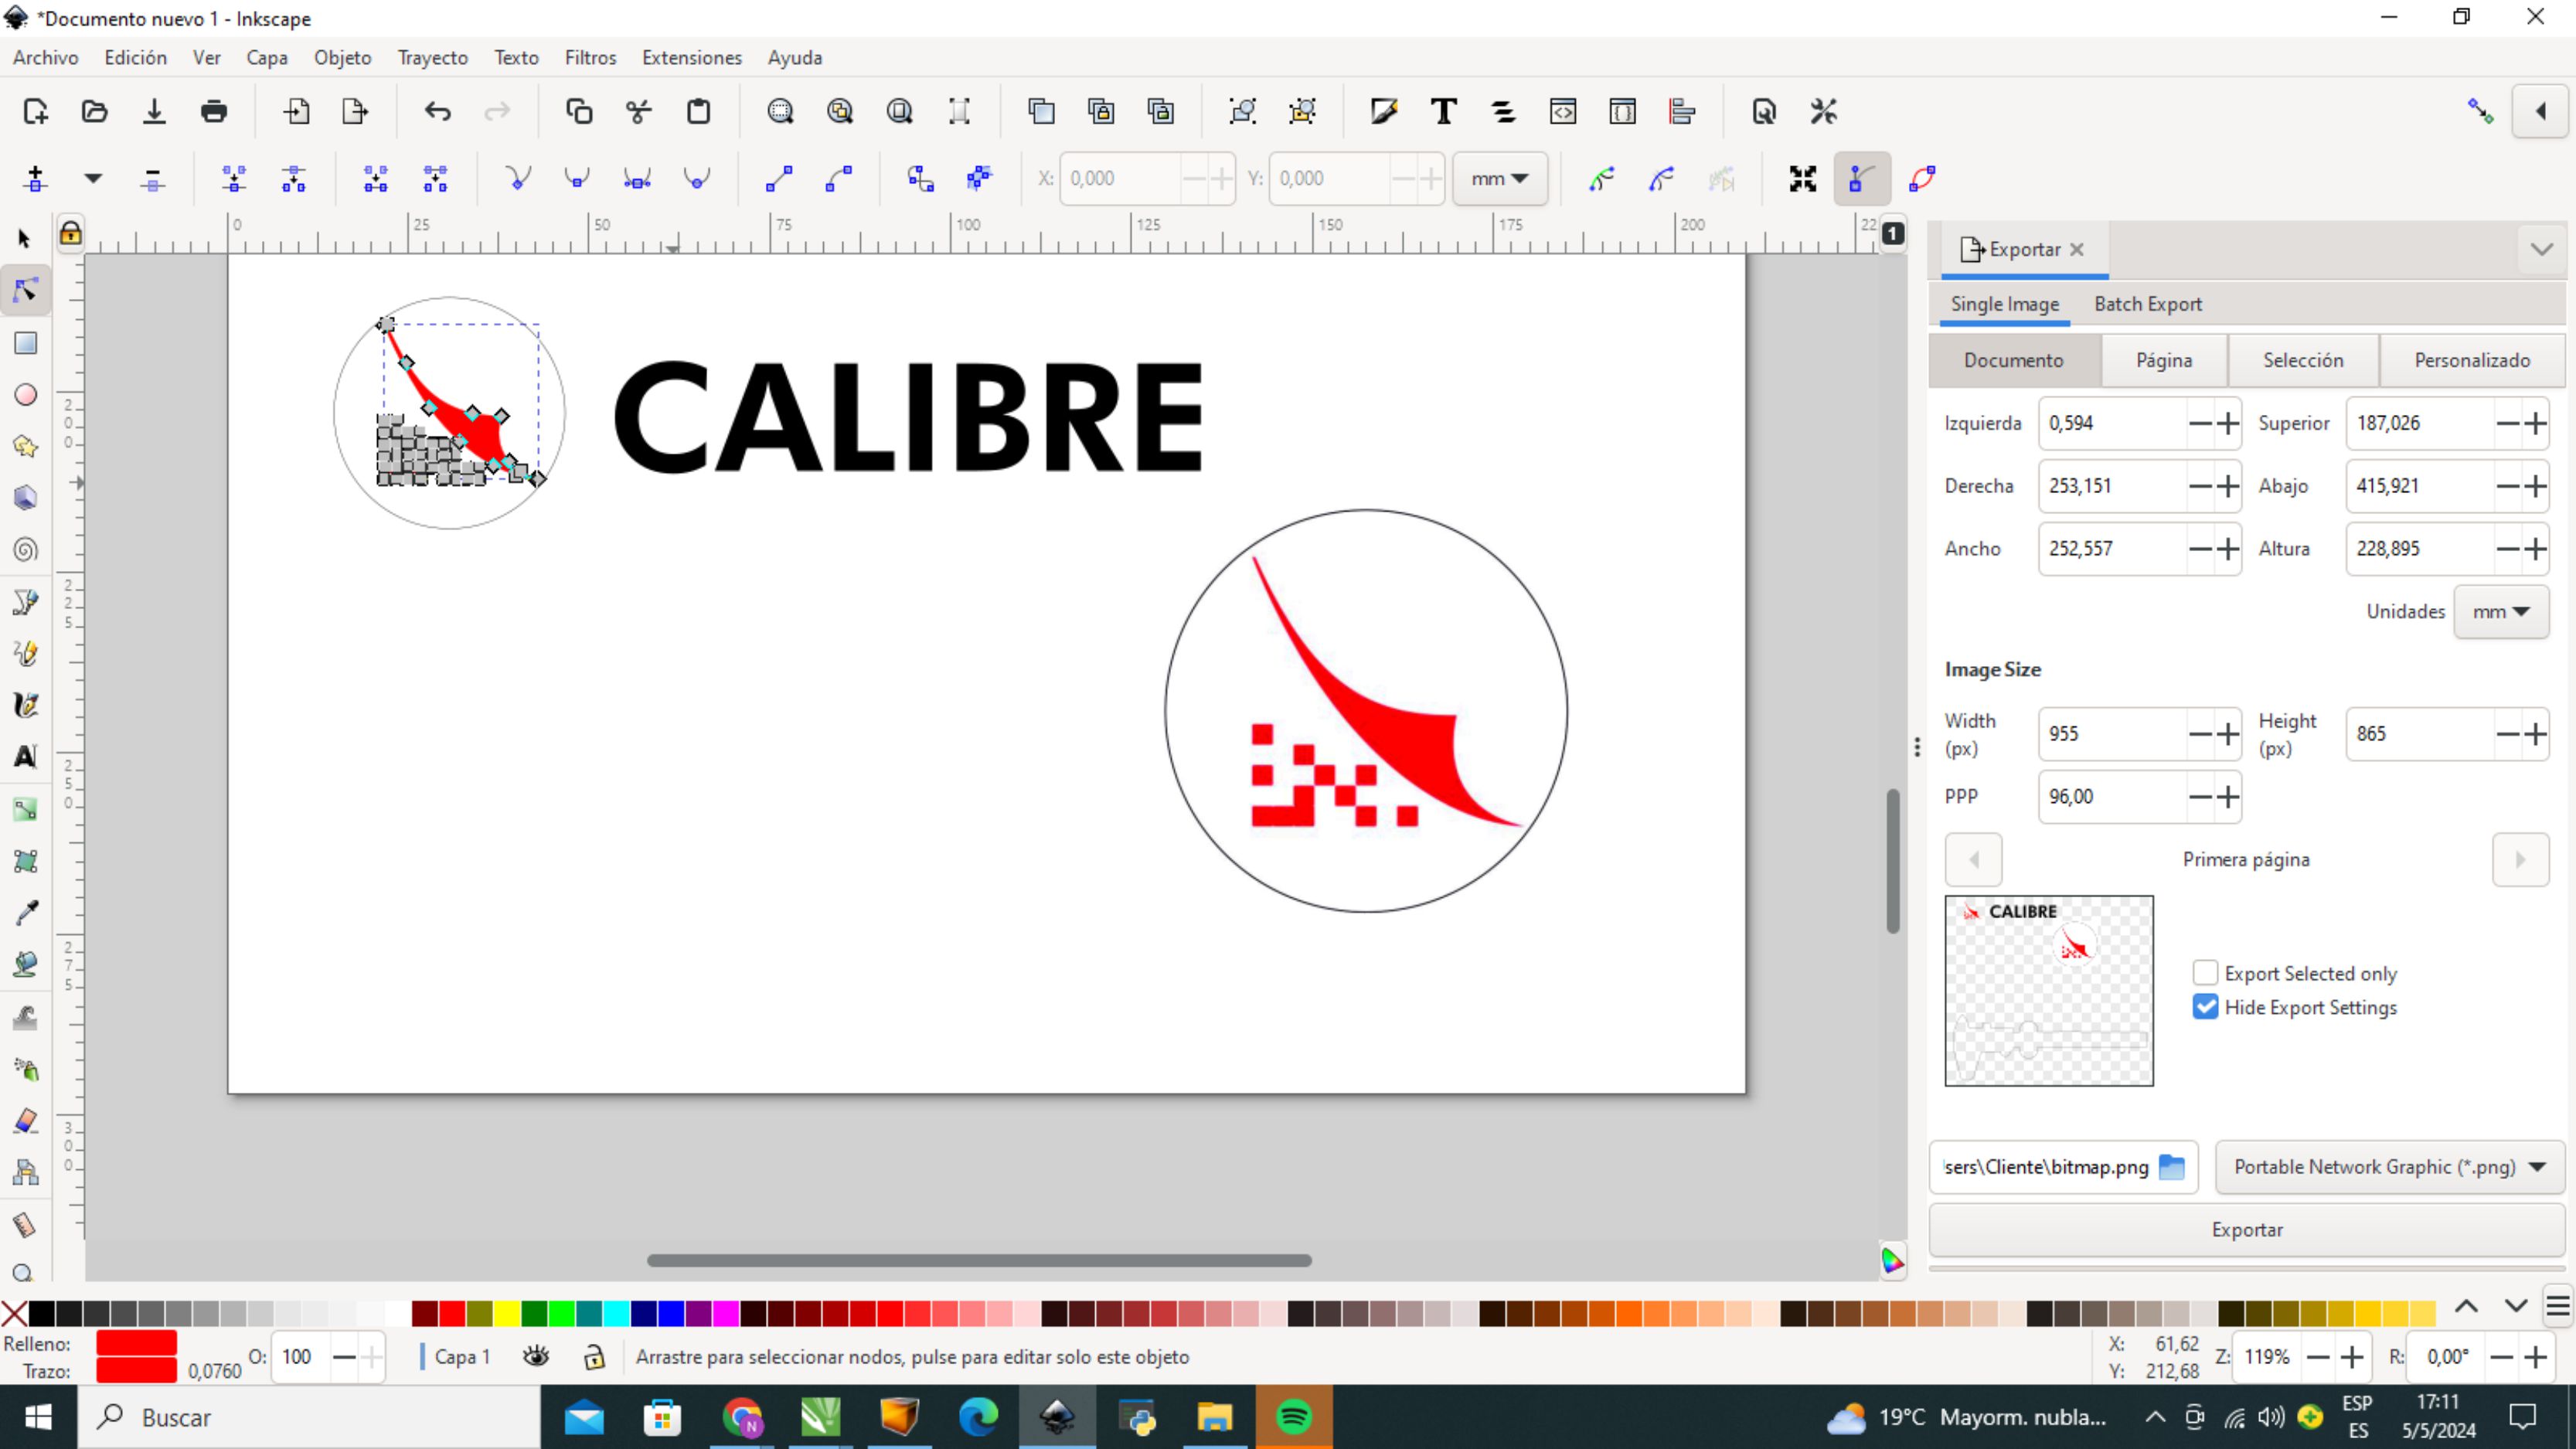 *Documento nuevo 1 - Inkscape
Archivo Edición Ver Capa Objeto Trayecto Texto Filtros Extensiones Ayuda
X: 0,000 Y: 0,000 mm
0 25 50 75 100 125 150 175 200 22
1
200
225
250
275
300
CALIBRE
Exportar
Single Image Batch Export
Documento Página Selección Personalizado
Izquierda 0,594 Superior 187,026
Derecha 253,151 Abajo 415,921
Ancho 252,557 Altura 228,895
Unidades mm
Image Size
Width (px) 955 Height (px) 865
PPP 96,00
Primera página
CALIBRE
Export Selected only
Hide Export Settings
sers\Cliente\bitmap.png Portable Network Graphic (*.png)
Exportar
Relleno:
Trazo: 0,0760 O: 100 Capa 1 Arrastre para seleccionar nodos, pulse para editar solo este objeto X: 61,62 Y: 212,68 Z: 119% R: 0,00°
Buscar 19°C Mayorm. nubla... ESP ES 17:11 5/5/2024